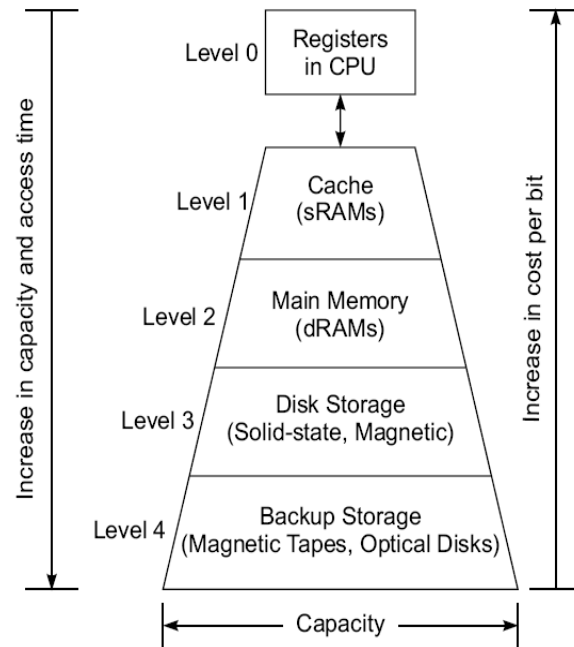 Level 0
Registers
in CPU
Level 1
Cache
(sRAMs)
Level 2
Main Memory
(dRAMs)
Level 3
Disk Storage
(Solid-state, Magnetic)
Level 4
Backup Storage
(Magnetic Tapes, Optical Disks)
Capacity
Increase in capacity and access time
Increase in cost per bit